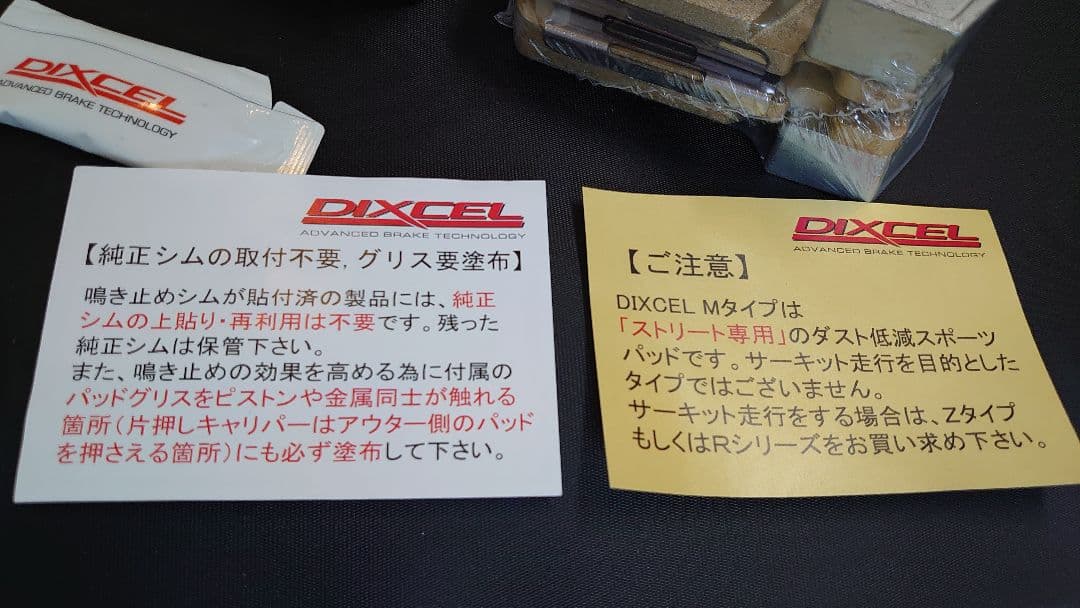 DIXCEL
ADVANCED BRAKE TECHNOLOGY
DIXCEL
ADVANCED BRAKE TECHNOLOGY
【純正シムの取付不要,グリス要塗布】
鳴き止めシムが貼付済の製品には、純正
シムの上貼り・再利用は不要です。残った
純正シムは保管下さい。
また、鳴き止めの効果を高める為に付属の
パッドグリスをピストンや金属同士が触れる
箇所(片押しキャリパーはアウター側のパッド
を押さえる箇所)にも必ず塗布して下さい。
DIXCEL
ADVANCED BRAKE TECHNOLOGY
【ご注意】
DIXCEL Mタイプは
「ストリート専用」のダスト低減スポーツ
パッドです。サーキット走行を目的とした
タイプではございません。
サーキット走行をする場合は、Zタイプ
もしくはRシリーズをお買い求め下さい。